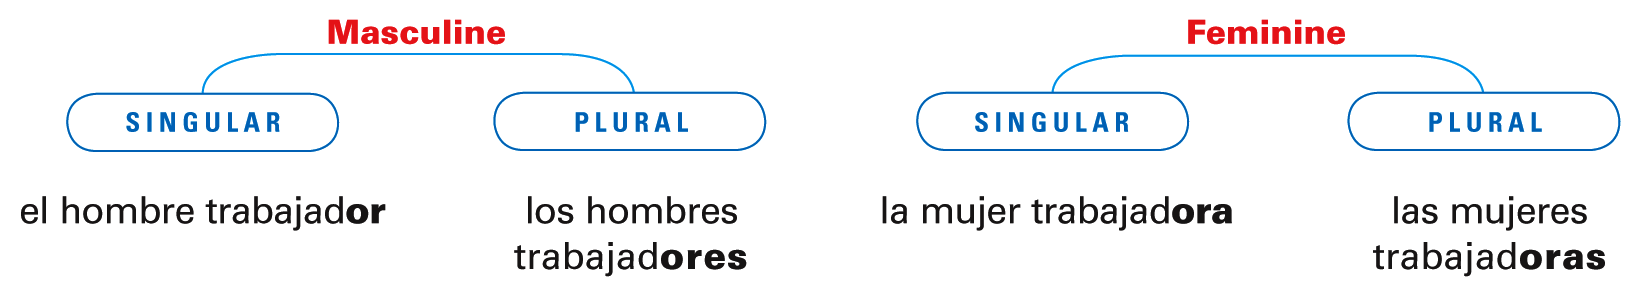 Masculine
Feminine
SINGULAR
PLURAL
SINGULAR
PLURAL
el hombre trabajador
los hombres
trabajadores
la mujer trabajadora
las mujeres
trabajadoras